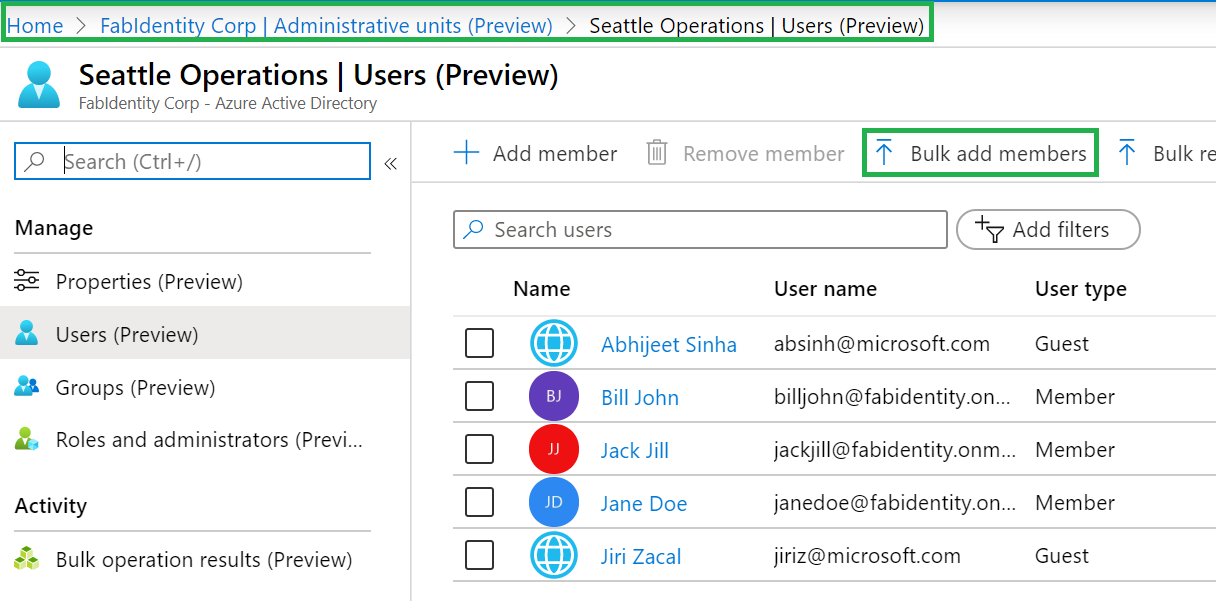 Home > FabIdentity Corp | Administrative units (Preview) > Seattle Operations | Users (Preview)
Seattle Operations | Users (Preview)
FabIdentity Corp - Azure Active Directory
Search (Ctrl+/)
Manage
Properties (Preview)
Users (Preview)
Groups (Preview)
Roles and administrators (Previ...
Activity
Bulk operation results (Preview)
Add member Remove member Bulk add members Bulk re
Search users Add filters
Name User name User type
Abhijeet Sinha absinh@microsoft.com Guest
BJ Bill John billjohn@fabidentity.on... Member
JJ Jack Jill jackjill@fabidentity.onm... Member
JD Jane Doe janedoe@fabidentity.on... Member
Jiri Zacal jiriz@microsoft.com Guest